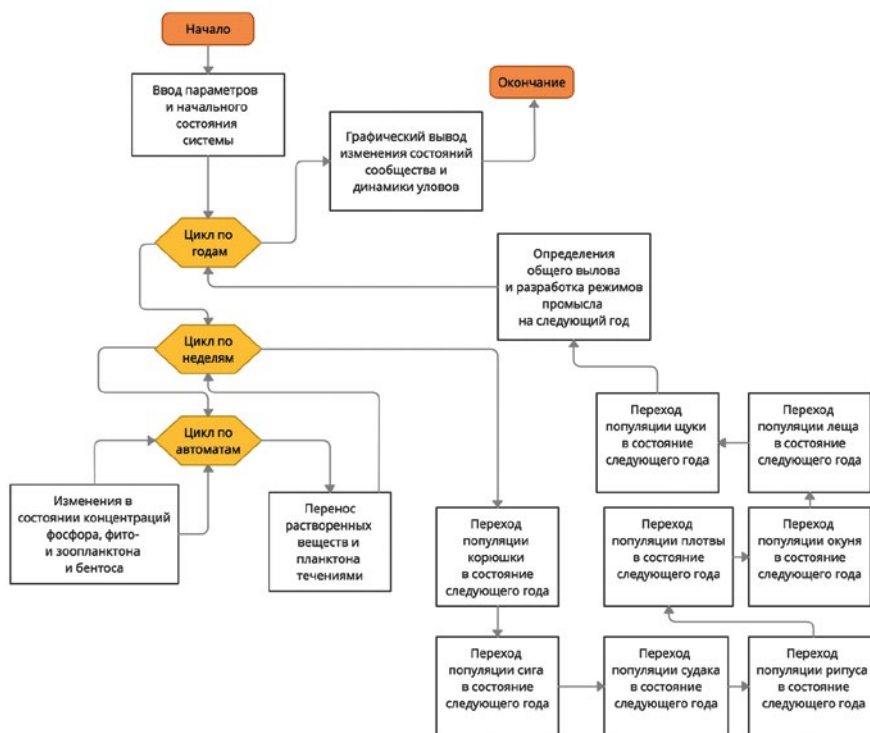 Начало
Ввод параметров
и начального
состояния
системы
Графический вывод
изменения состояний
сообщества и
динамики уловов
Окончание
Цикл по
годам
Определения
общего вылова
и разработка режимов
промысла
на следующий год
Цикл по
неделям
Цикл по
автоматам
Изменения в
состоянии концентраций
фосфора, фито-
и зоопланктона
и бентоса
Перенос
растворенных
веществ и
планктона
течениями
Переход
популяции
корюшки
в состояние
следующего года
Переход
популяции сига
в состояние
следующего года
Переход
популяции судака
в состояние
следующего года
Переход
популяции рипуса
в состояние
следующего года
Переход
популяции плотвы
в состояние
следующего года
Переход
популяции окуня
в состояние
следующего года
Переход
популяции леща
в состояние
следующего года
Переход
популяции щуки
в состояние
следующего года